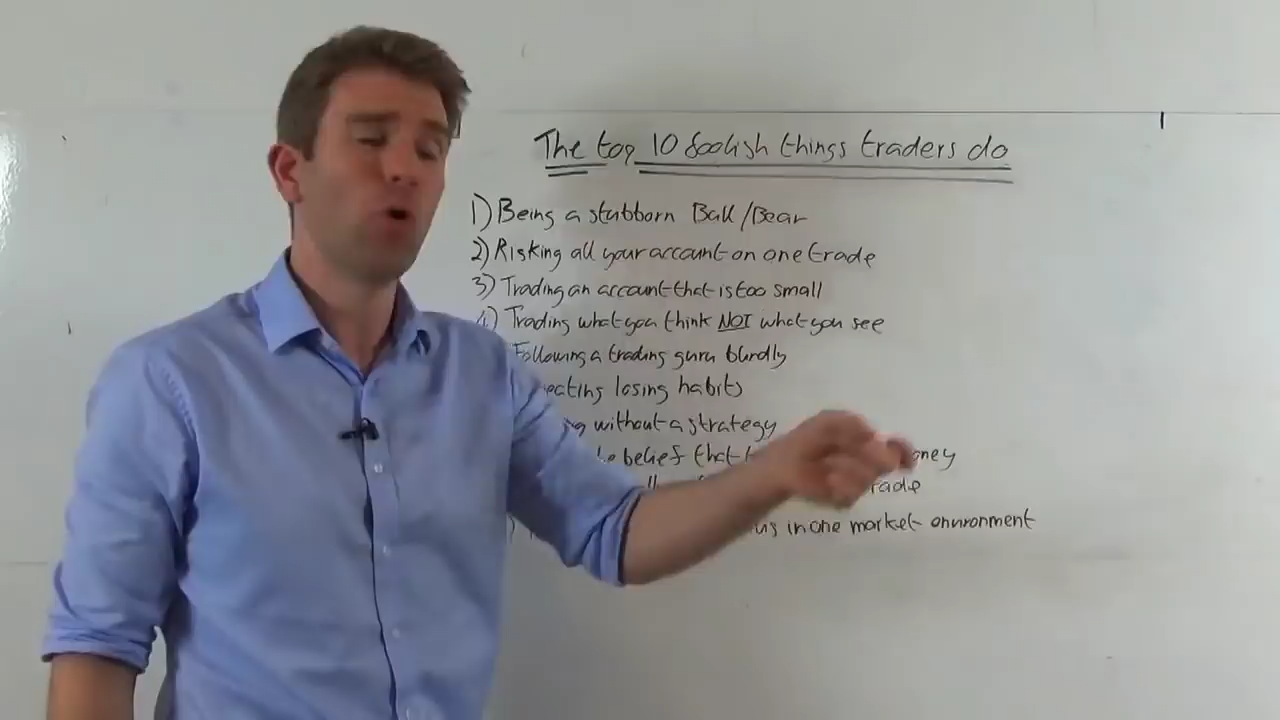 The top 10 foolish things traders do
1) Being a stubborn Bull/Bear
2) Risking all your account on one trade
3) Trading an account that is too small
4) Trading what you think NOT what you see
Following a trading guru blindly
losing habits
without a strategy
belief that
in one market environment